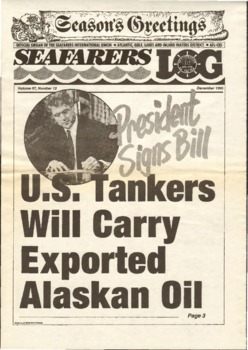 Season's Greetings
OFFICIAL ORGAN OF THE SEAFARERS INTERNATIONAL UNION • ATLANTIC, GULF, LAKES AND INLAND WATERS DISTRICT • AFL-CIO
SEAFARERS LOG
Volume 57, Number 12 December 1995
President
Signs Bill
U.S. Tankers
Will Carry
Exported
Alaskan Oil
Page 3